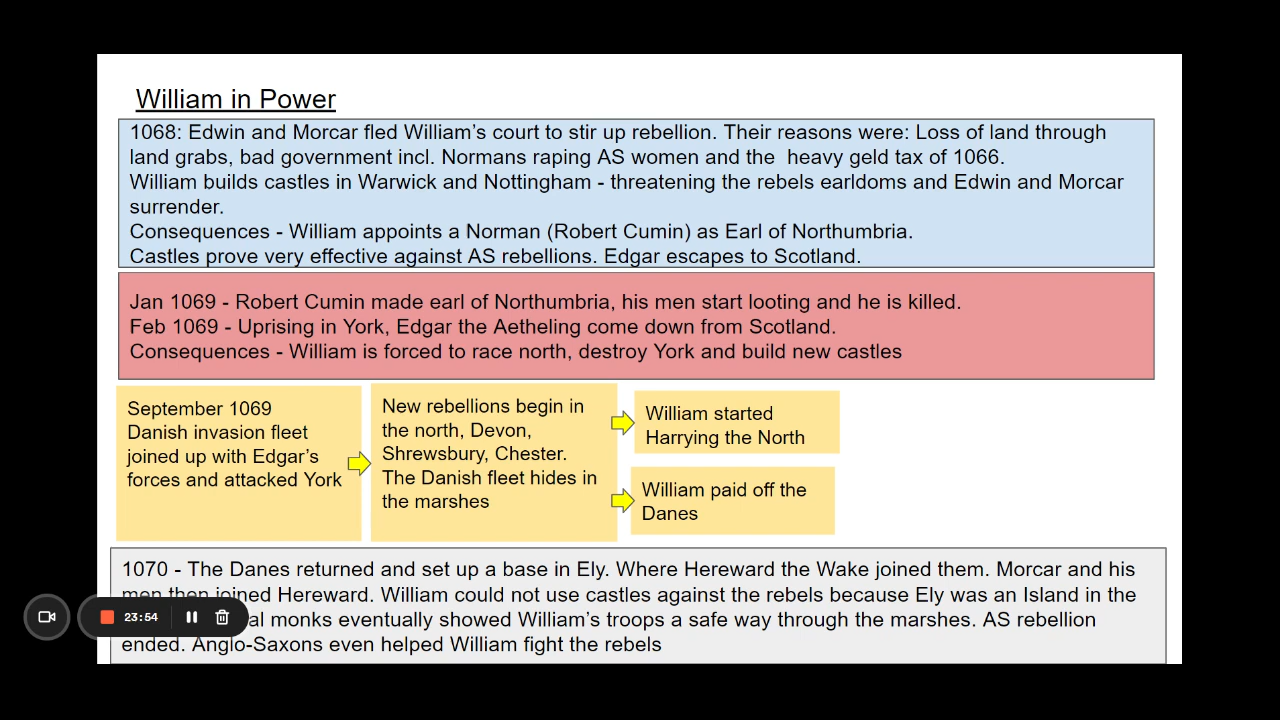 William in Power
1068: Edwin and Morcar fled William's court to stir up rebellion. Their reasons were: Loss of land through
land grabs, bad government incl. Normans raping AS women and the  heavy geld tax of 1066.
William builds castles in Warwick and Nottingham - threatening the rebels earldoms and Edwin and Morcar
surrender.
Consequences - William appoints a Norman (Robert Cumin) as Earl of Northumbria.
Castles prove very effective against AS rebellions. Edgar escapes to Scotland.
Jan 1069 - Robert Cumin made earl of Northumbria, his men start looting and he is killed.
Feb 1069 - Uprising in York, Edgar the Aetheling come down from Scotland.
Consequences - William is forced to race north, destroy York and build new castles
September 1069
Danish invasion fleet
joined up with Edgar's
forces and attacked York
New rebellions begin in
the north, Devon,
Shrewsbury, Chester.
The Danish fleet hides in
the marshes
William started
Harrying the North
William paid off the
Danes
1070 - The Danes returned and set up a base in Ely. Where Hereward the Wake joined them. Morcar and his
men then joined Hereward. William could not use castles against the rebels because Ely was an Island in the
monks eventually showed William's troops a safe way through the marshes. AS rebellion
ended. Anglo-Saxons even helped William fight the rebels
23:54